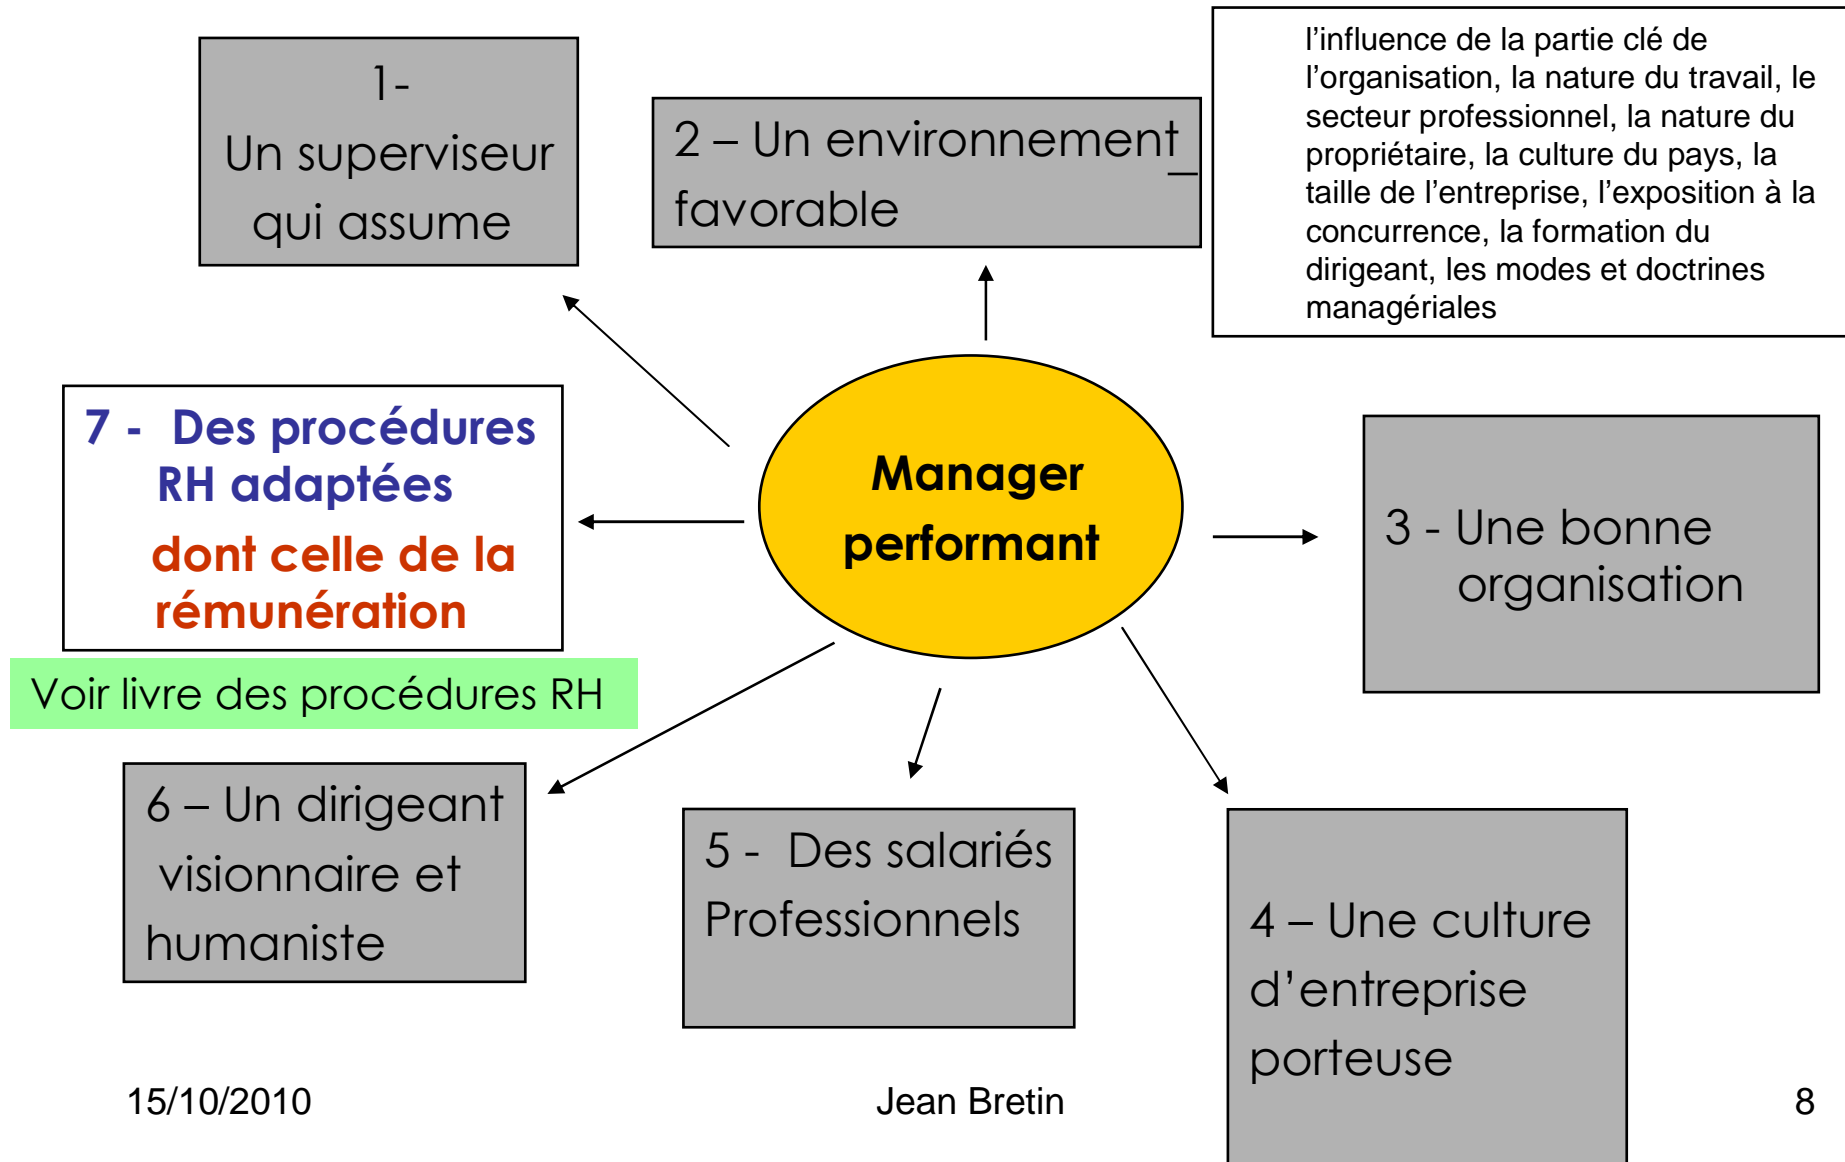 1-
Un superviseur
qui assume
2 – Un environnement
favorable
l’influence de la partie clé de
l’organisation, la nature du travail, le
secteur professionnel, la nature du
propriétaire, la culture du pays, la
taille de l’entreprise, l’exposition à la
concurrence, la formation du
dirigeant, les modes et doctrines
managériales
7 - Des procédures
RH adaptées
dont celle de la
rémunération
Manager
performant
3 - Une bonne
organisation
Voir livre des procédures RH
6 – Un dirigeant
visionnaire et
humaniste
5 - Des salariés
Professionnels
4 – Une culture
d’entreprise
porteuse
15/10/2010
Jean Bretin
8